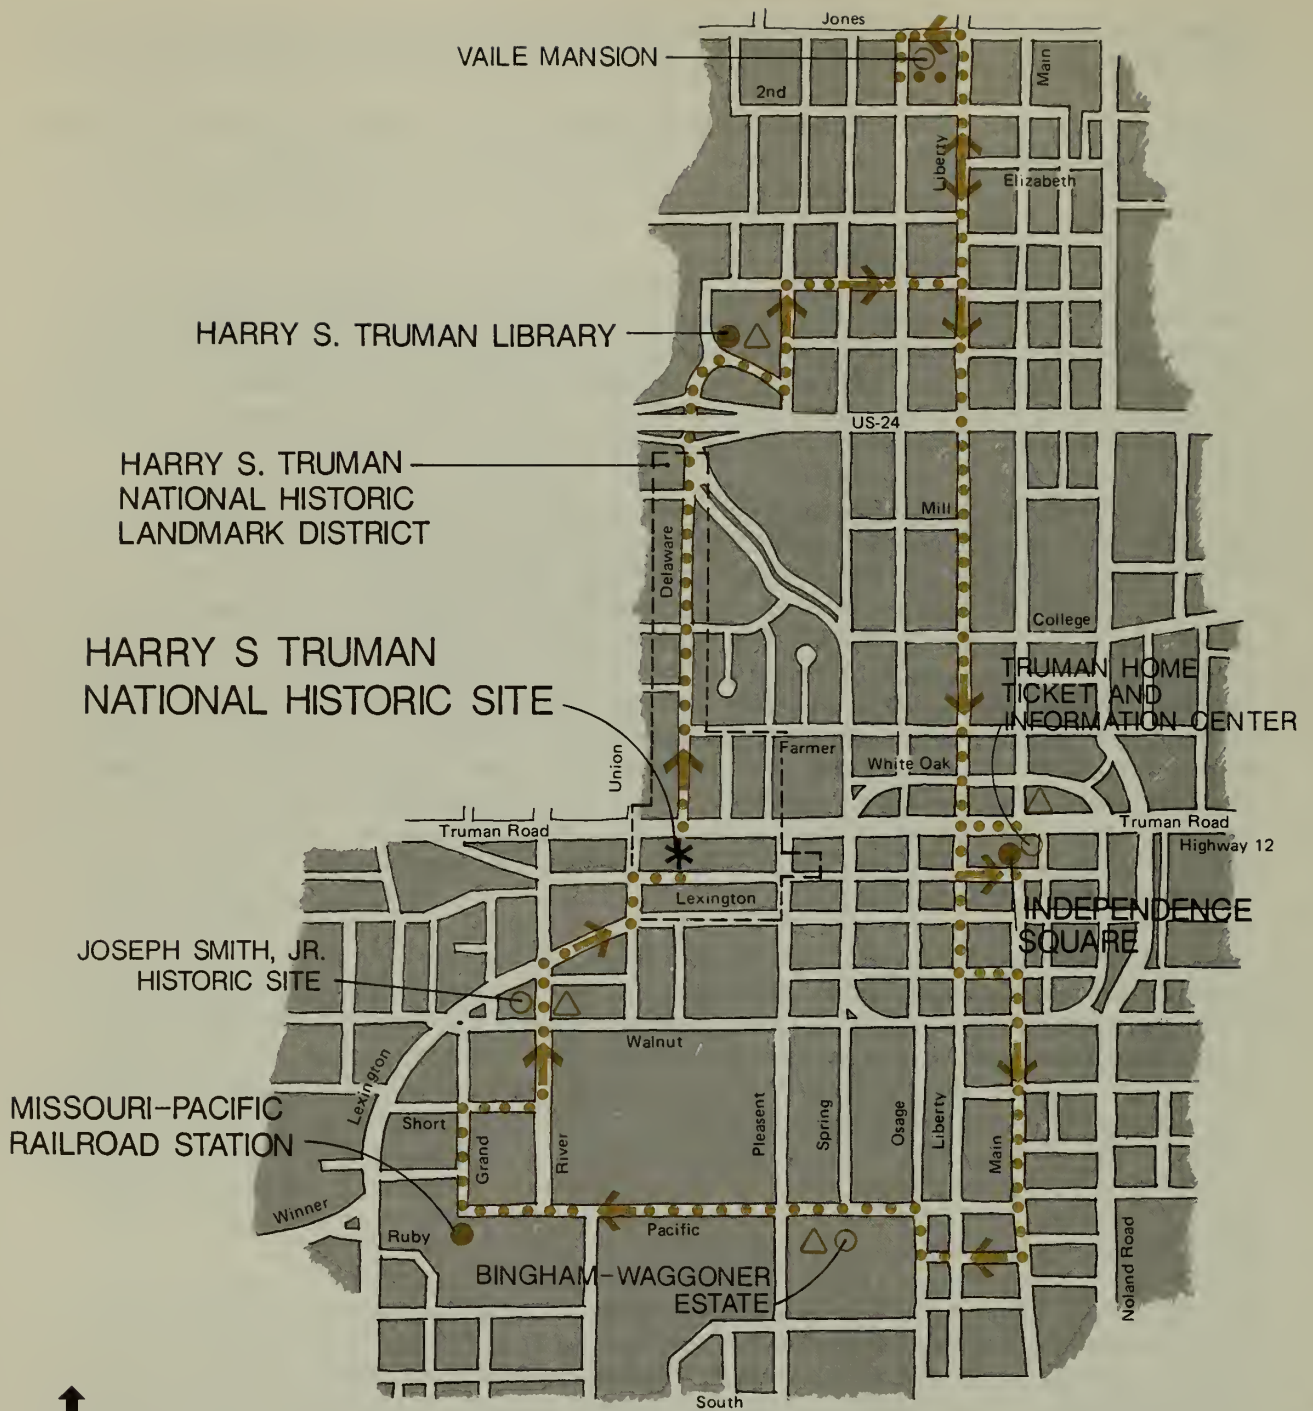 Jones
VAILE MANSION
Main
2nd
Liberty
Elizabeth
HARRY S. TRUMAN LIBRARY
US-24
HARRY S. TRUMAN
NATIONAL HISTORIC
LANDMARK DISTRICT
Mill
Delaware
College
HARRY S TRUMAN
NATIONAL HISTORIC SITE
TRUMAN HOME
TICKET AND
INFORMATION CENTER
Union
Farmer
White Oak
Truman Road
Truman Road
Highway 12
Lexington
INDEPENDENCE
SQUARE
JOSEPH SMITH, JR.
HISTORIC SITE
Walnut
Lexington
MISSOURI-PACIFIC
RAILROAD STATION
Short
Grand
River
Pleasent
Spring
Osage
Liberty
Main
Winner
Ruby
Pacific
BINGHAM-WAGGONER
ESTATE
Noland Road
South